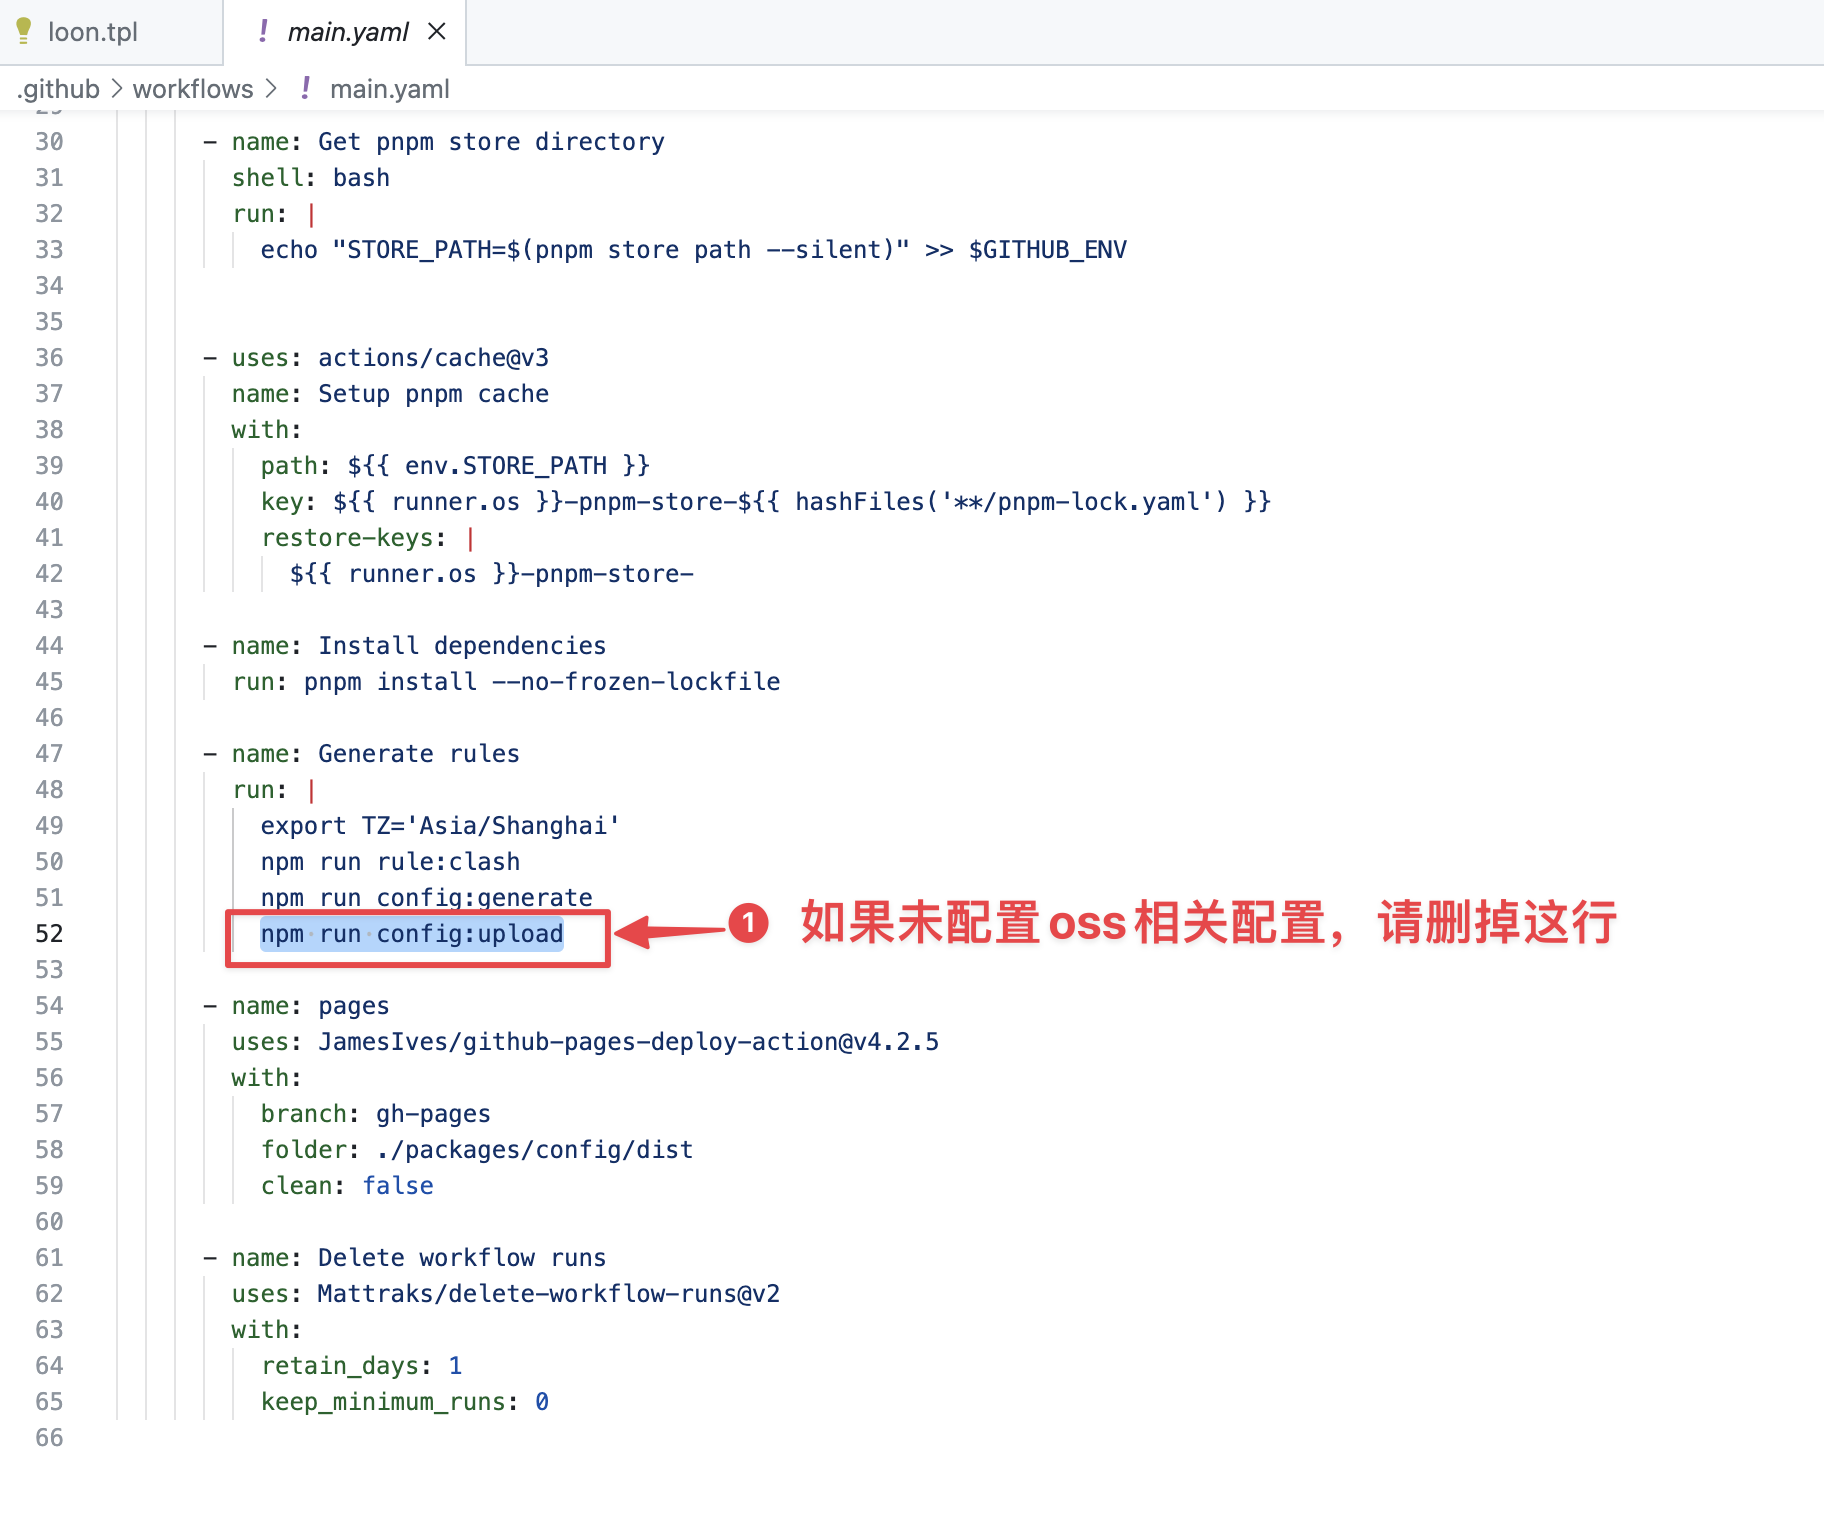 loon.tpl
! main.yaml ×
.github > workflows > ! main.yaml
30 - name: Get pnpm store directory
31 shell: bash
32 run: |
33 echo "STORE_PATH=$(pnpm store path --silent)" >> $GITHUB_ENV
34
35
36 - uses: actions/cache@v3
37 name: Setup pnpm cache
38 with:
39 path: ${{ env.STORE_PATH }}
40 key: ${{ runner.os }}-pnpm-store-${{ hashFiles('**/pnpm-lock.yaml') }}
41 restore-keys: |
42 ${{ runner.os }}-pnpm-store-
43
44 - name: Install dependencies
45 run: pnpm install --no-frozen-lockfile
46
47 - name: Generate rules
48 run: |
49 export TZ='Asia/Shanghai'
50 npm run rule:clash
51 npm run config:generate
52 npm run config:upload 1 如果未配置oss相关配置，请删掉这行
53
54 - name: pages
55 uses: JamesIves/github-pages-deploy-action@v4.2.5
56 with:
57 branch: gh-pages
58 folder: ./packages/config/dist
59 clean: false
60
61 - name: Delete workflow runs
62 uses: Mattraks/delete-workflow-runs@v2
63 with:
64 retain_days: 1
65 keep_minimum_runs: 0
66